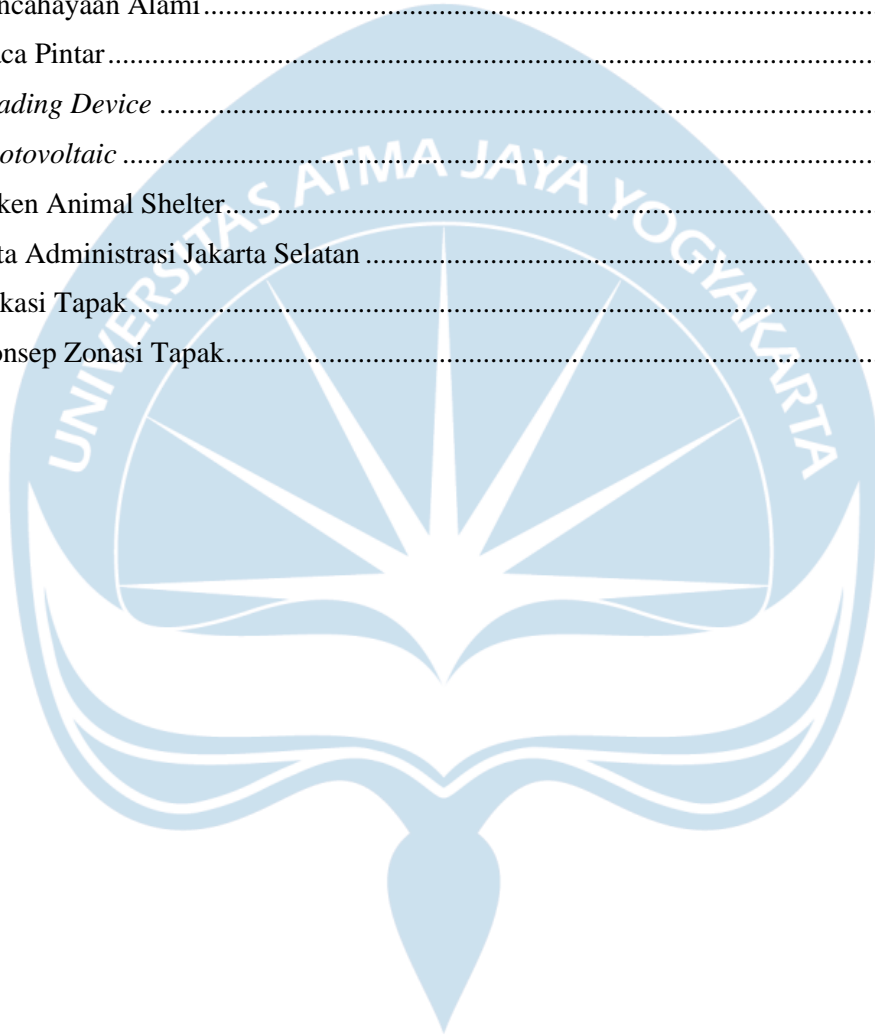 ncahayaan Alami................................................................................................
ca Pintar................................................................................................
ading Device................................................................................................
otovoltaic................................................................................................
ken Animal Shelter................................................................................................
ta Administrasi Jakarta Selatan................................................................................................
kasi Tapak................................................................................................
onsep Zonasi Tapak................................................................................................
UNIVERSITAS ATMA JAYA YOGYAKARTA